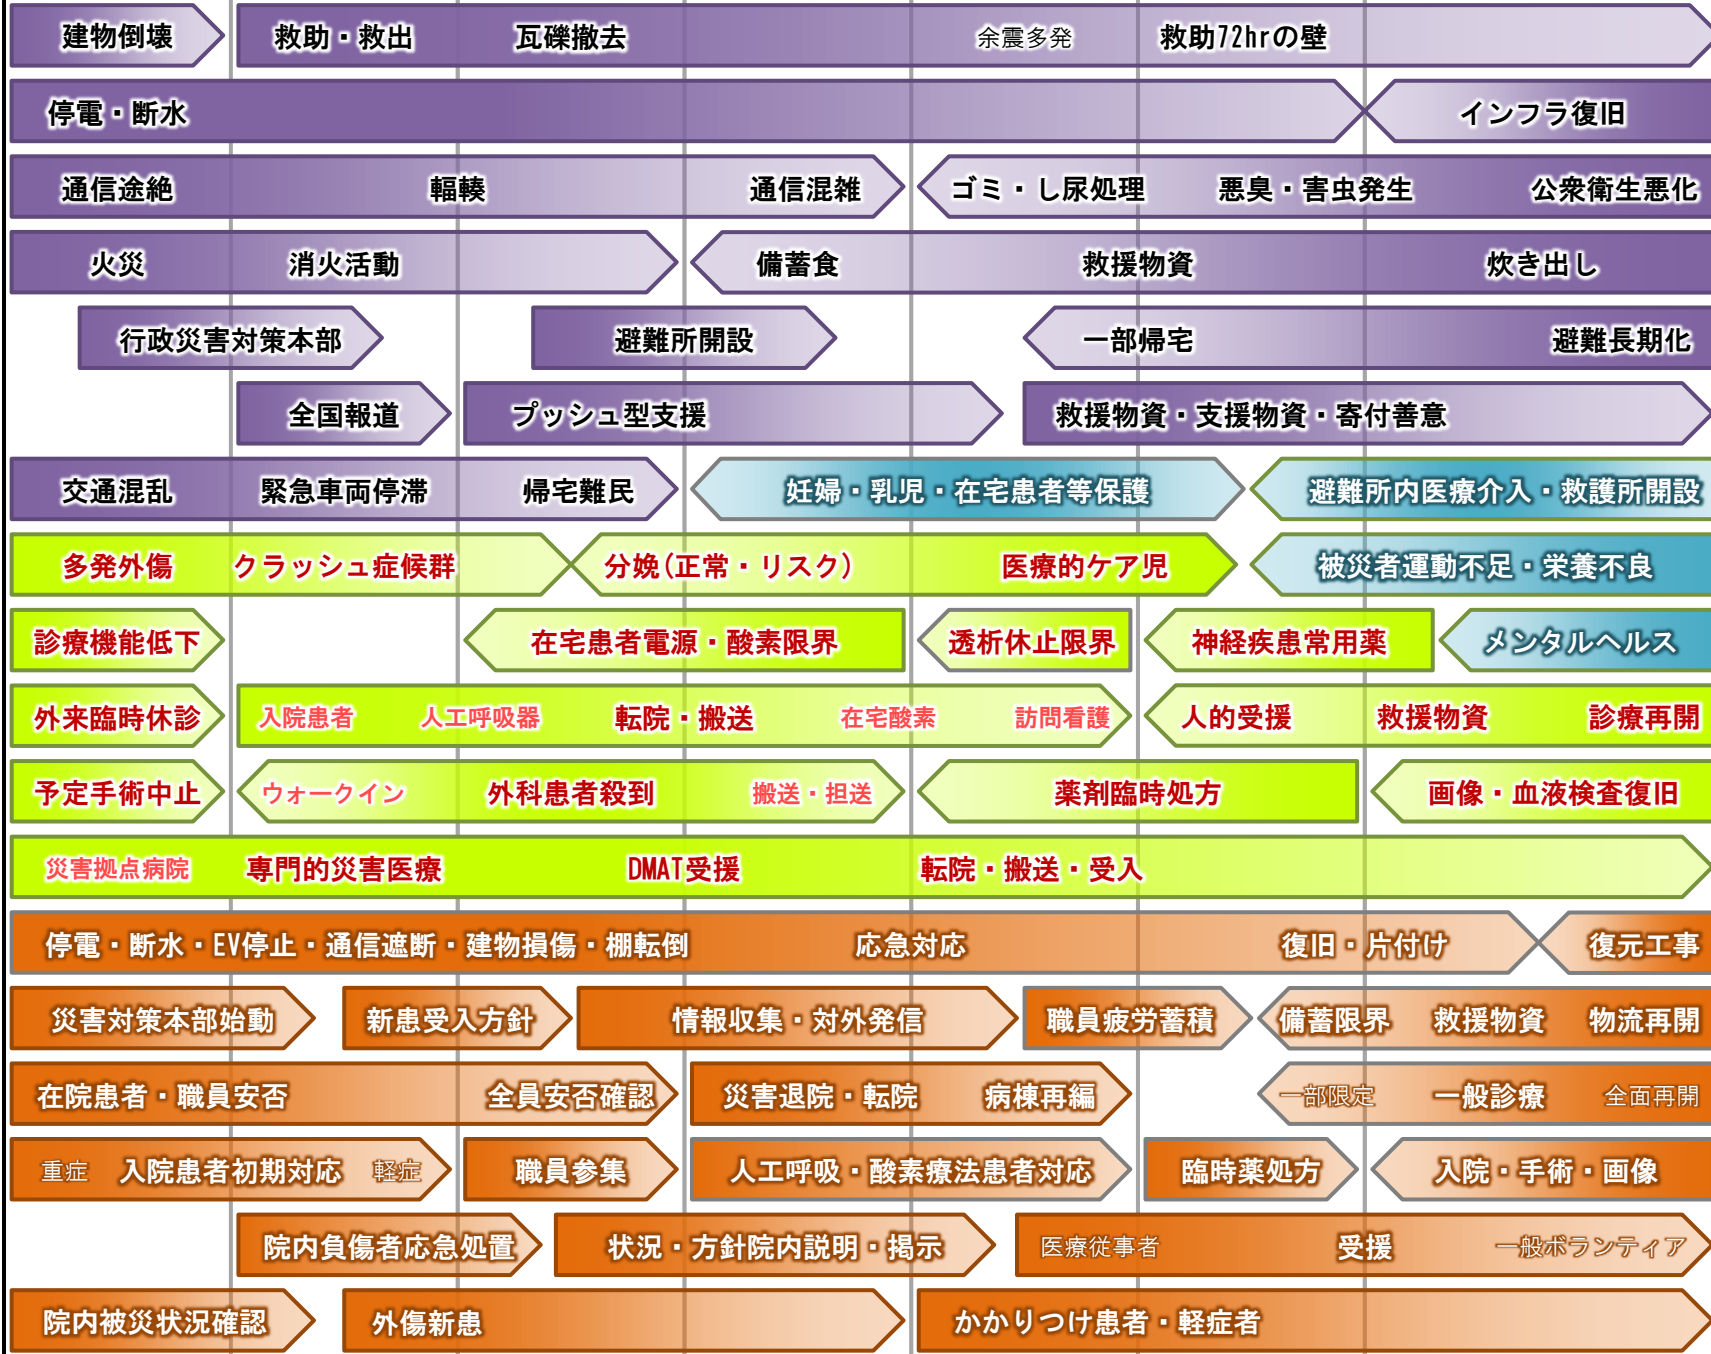 建物倒壊 救助・救出 瓦礫撤去 余震多発 救助72hrの壁
停電・断水 インフラ復旧
通信途絶 輻輳 通信混雑 ゴミ・し尿処理 悪臭・害虫発生 公衆衛生悪化
火災 消火活動 備蓄食 救援物資 炊き出し
行政災害対策本部 避難所開設 一部帰宅 避難長期化
全国報道 プッシュ型支援 救援物資・支援物資・寄付善意
交通混乱 緊急車両停滞 帰宅難民 妊婦・乳児・在宅患者等保護 避難所内医療介入・救護所開設
多発外傷 クラッシュ症候群 分娩(正常・リスク) 医療的ケア児 被災者運動不足・栄養不良
診療機能低下 在宅患者電源・酸素限界 透析休止限界 神経疾患常用薬 メンタルヘルス
外来臨時休診 入院患者 人工呼吸器 転院・搬送 在宅酸素 訪問看護 人的受援 救援物資 診療再開
予定手術中止 ウォークイン 外科患者殺到 搬送・担送 薬剤臨時処方 画像・血液検査復旧
災害拠点病院 専門的災害医療 DMAT受援 転院・搬送・受入
停電・断水・EV停止・通信遮断・建物損傷・棚転倒 応急対応 復旧・片付け 復元工事
災害対策本部始動 新患受入方針 情報収集・対外発信 職員疲労蓄積 備蓄限界 救援物資 物流再開
在院患者・職員安否 全員安否確認 災害退院・転院 病棟再編 一部限定 一般診療 全面再開
重症 入院患者初期対応 軽症 職員参集 人工呼吸・酸素療法患者対応 臨時薬処方 入院・手術・画像
院内負傷者応急処置 状況・方針院内説明・掲示 医療従事者 受援 一般ボランティア
院内被災状況確認 外傷新患 かかりつけ患者・軽症者